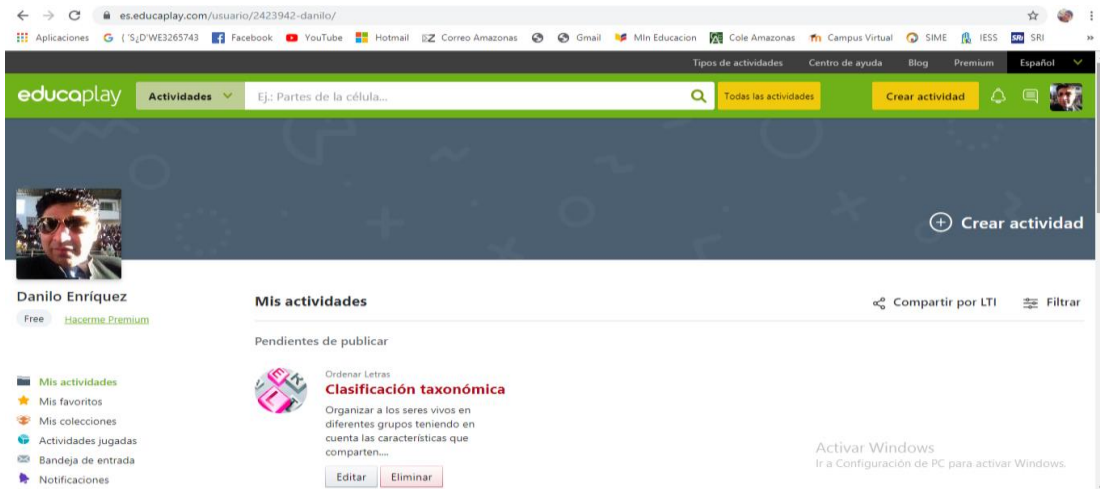 es.educaplay.com/usuario/2423942-danilo/
Aplicaciones G ( 'S¿D'WE3265743 Facebook YouTube Hotmail Correo Amazonas Gmail MIn Educacion Cole Amazonas Campus Virtual SIME IESS SRI SRI »
Tipos de actividades Centro de ayuda Blog Premium Español
educaplay Actividades Ej.: Partes de la célula... Todas las actividades Crear actividad
Crear actividad
Danilo Enríquez
Free Hacerme Premium
Mis actividades Compartir por LTI Filtrar
Pendientes de publicar
Ordenar Letras
Clasificación taxonómica
Organizar a los seres vivos en
diferentes grupos teniendo en
cuenta las características que
comparten....
Editar Eliminar
Mis actividades
Mis favoritos
Mis colecciones
Actividades jugadas
Bandeja de entrada
Notificaciones
Activar Windows
Ir a Configuración de PC para activar Windows.